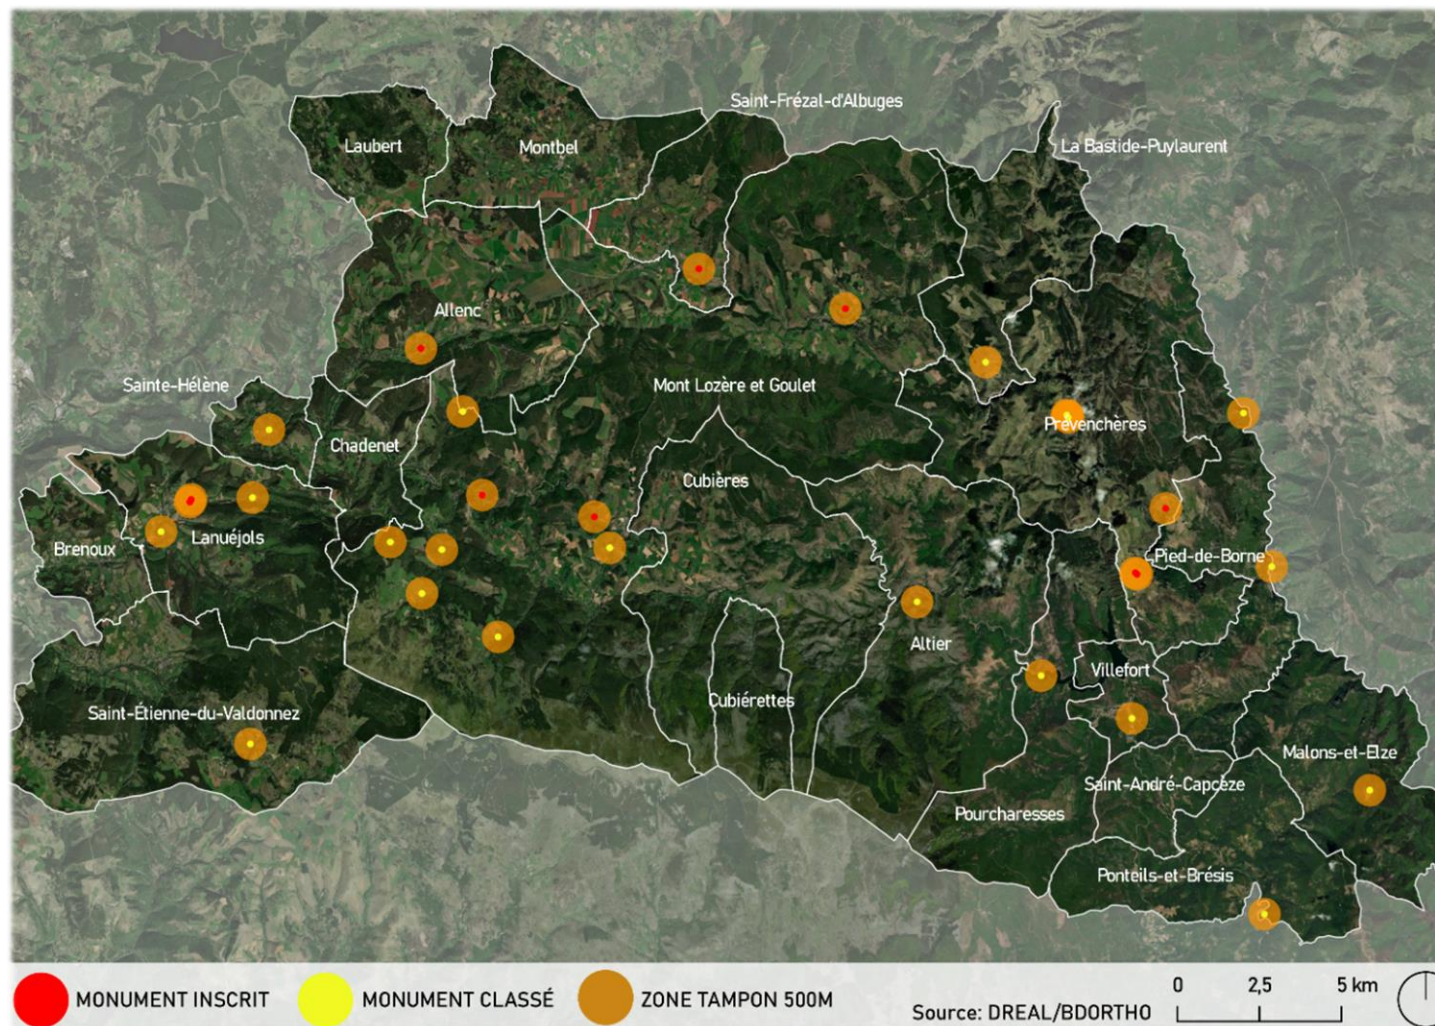 Saint-Frézal-d'Albuges
Laubert
Montbel
La Bastide-Puylaurent
Allenc
Sainte-Hélène
Mont Lozère et Goulet
Chadenet
Prévenchères
Cubières
Lanuéjols
Brenoux
Pied-de-Borne
Altier
Villefort
Cubiérettes
Saint-Étienne-du-Valdonnez
Malons-et-Elze
Saint-André-Capcèze
Pourcharesses
Ponteils-et-Brésis
MONUMENT INSCRIT
MONUMENT CLASSÉ
ZONE TAMPON 500M
Source: DREAL/BDORTHO
0 2,5 5 km